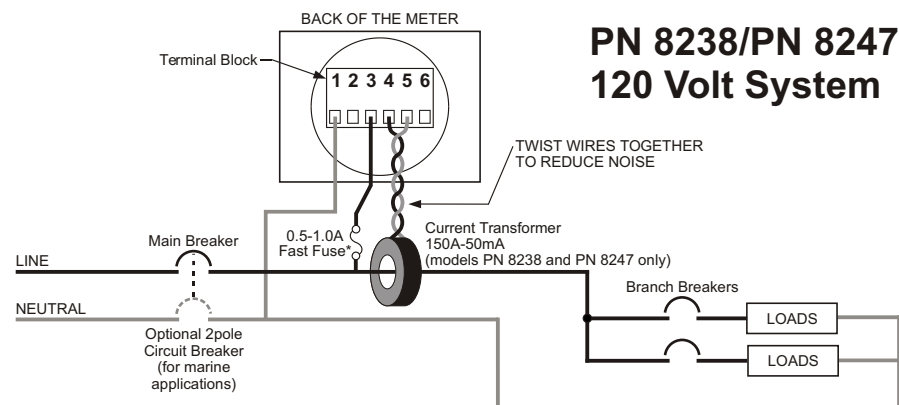 BACK OF THE METER
PN 8238/PN 8247
120 Volt System
Terminal Block
1 2 3 4 5 6
TWIST WIRES TOGETHER
TO REDUCE NOISE
Main Breaker
0.5-1.0A
Fast Fuse*
Current Transformer
150A-50mA
(models PN 8238 and PN 8247 only)
LINE
Branch Breakers
NEUTRAL
LOADS
Optional 2pole
Circuit Breaker
(for marine
applications)
LOADS